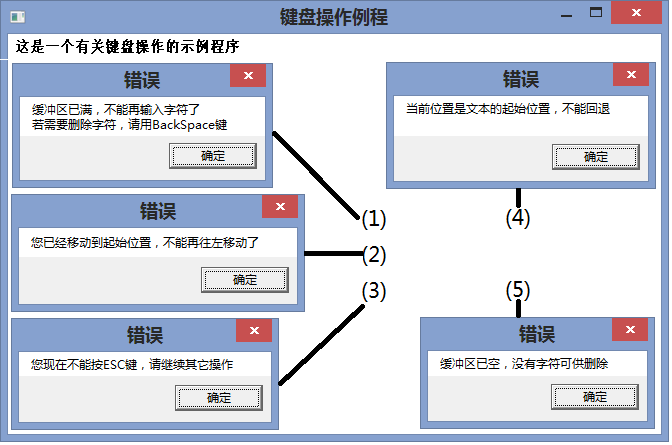 键盘操作例程
这是一个有关键盘操作的示例程序
错误
缓冲区已满，不能再输入字符了
若需要删除字符，请用BackSpace键
确定
(1)
错误
您已经移动到起始位置，不能再往左移动了
确定
(2)
错误
您现在不能按ESC键，请继续其它操作
确定
(3)
错误
当前位置是文本的起始位置，不能回退
确定
(4)
(5)
错误
缓冲区已空，没有字符可供删除
确定